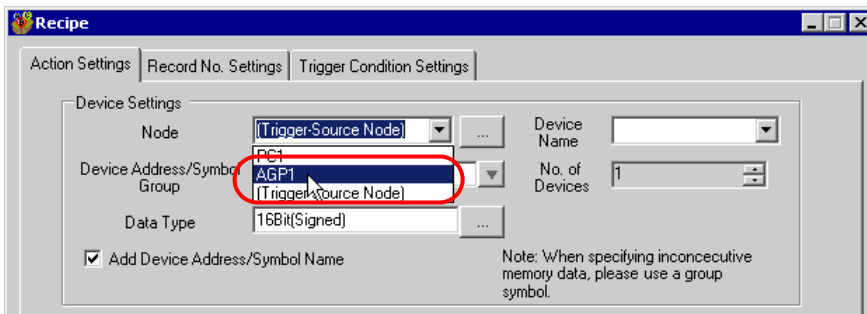 Recipe
Action Settings Record No. Settings Trigger Condition Settings
Device Settings
Node (Trigger-Source Node) ... Device Name
PC1
Device Address/Symbol Group AGP1 No. of Devices 1
(Trigger-Source Node)
Data Type 16Bit(Signed) ...
Add Device Address/Symbol Name
Note: When specifying inconcecutive
memory data, please use a group
symbol.